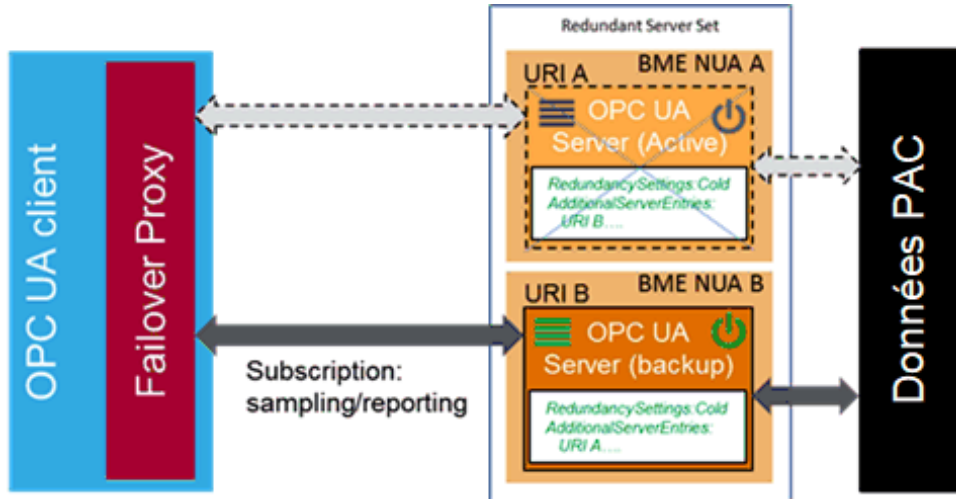 OPC UA client
Failover Proxy
Subscription:
sampling/reporting
Redundant Server Set
URI A
BME NUA A
OPC UA
Server (Active)
RedundancySettings:Cold
AdditionalServerEntries:
URI B....
URI B
BME NUA B
OPC UA
Server (backup)
RedundancySettings:Cold
AdditionalServerEntries:
URI A....
Données PAC